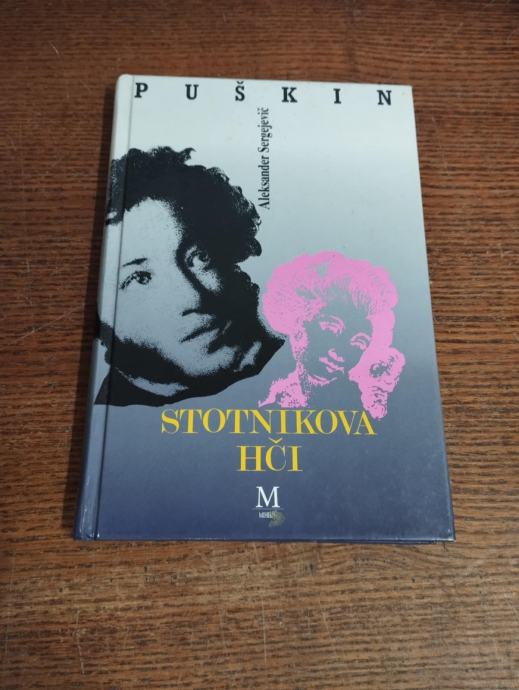 PUŠKIN
Aleksander Sergejevič
STOTNIKOVA
HČI
M